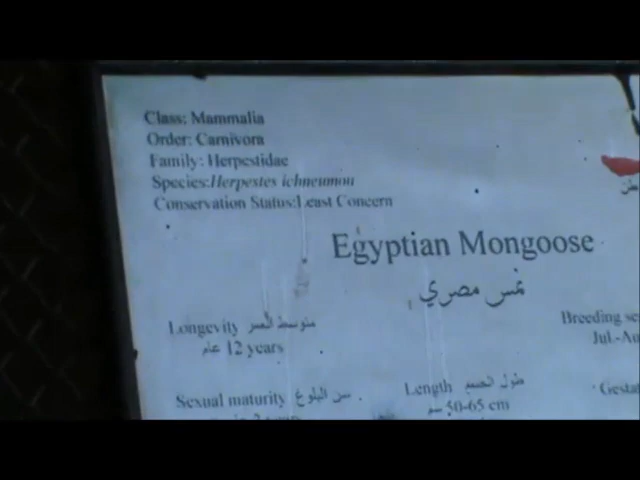 Class: Mammalia
Order: Carnivora
Family: Herpestidae
Species:Herpestes ichneumon
Conservation Status:Least Concern
Egyptian Mongoose
نمس مصري
Longevity متوسط العمر
12 years عام
Breeding
Jul.-Au
Sexual maturity سن البلوغ
2
Length طول الجسم
50-65 cm سم
Gesta